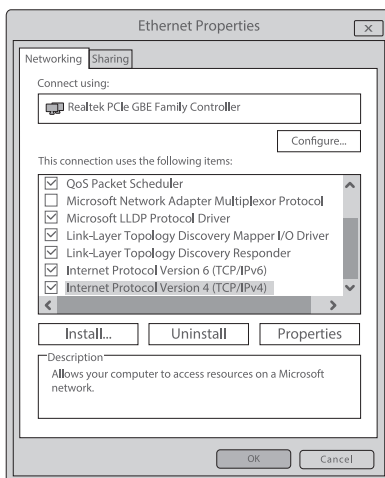 Ethernet Properties
Networking
Sharing
Connect using:
Realtek PCIe GBE Family Controller
Configure...
This connection uses the following items:
QoS Packet Scheduler
Microsoft Network Adapter Multiplexor Protocol
Microsoft LLDP Protocol Driver
Link-Layer Topology Discovery Mapper I/O Driver
Link-Layer Topology Discovery Responder
Internet Protocol Version 6 (TCP/IPv6)
Internet Protocol Version 4 (TCP/IPv4)
Install...
Uninstall
Properties
Description
Allows your computer to access resources on a Microsoft
network.
OK
Cancel